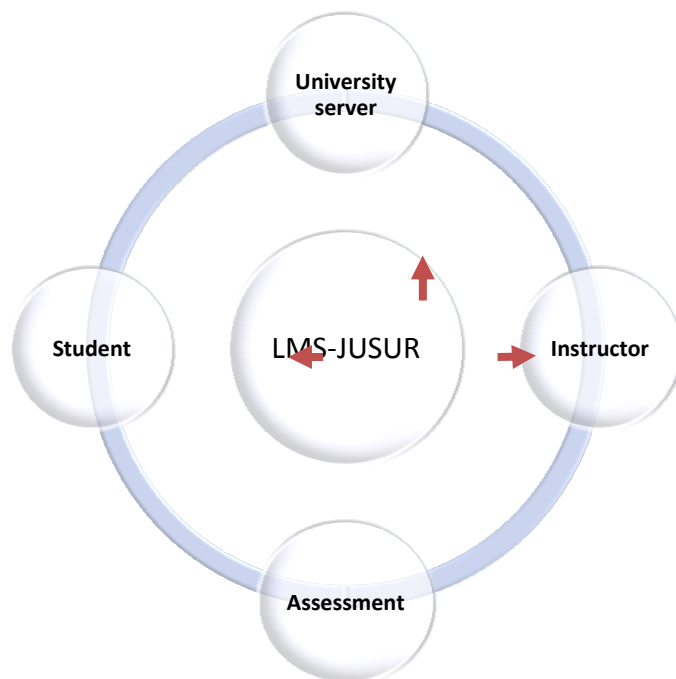 University
server
Student
LMS-JUSUR
Instructor
Assessment